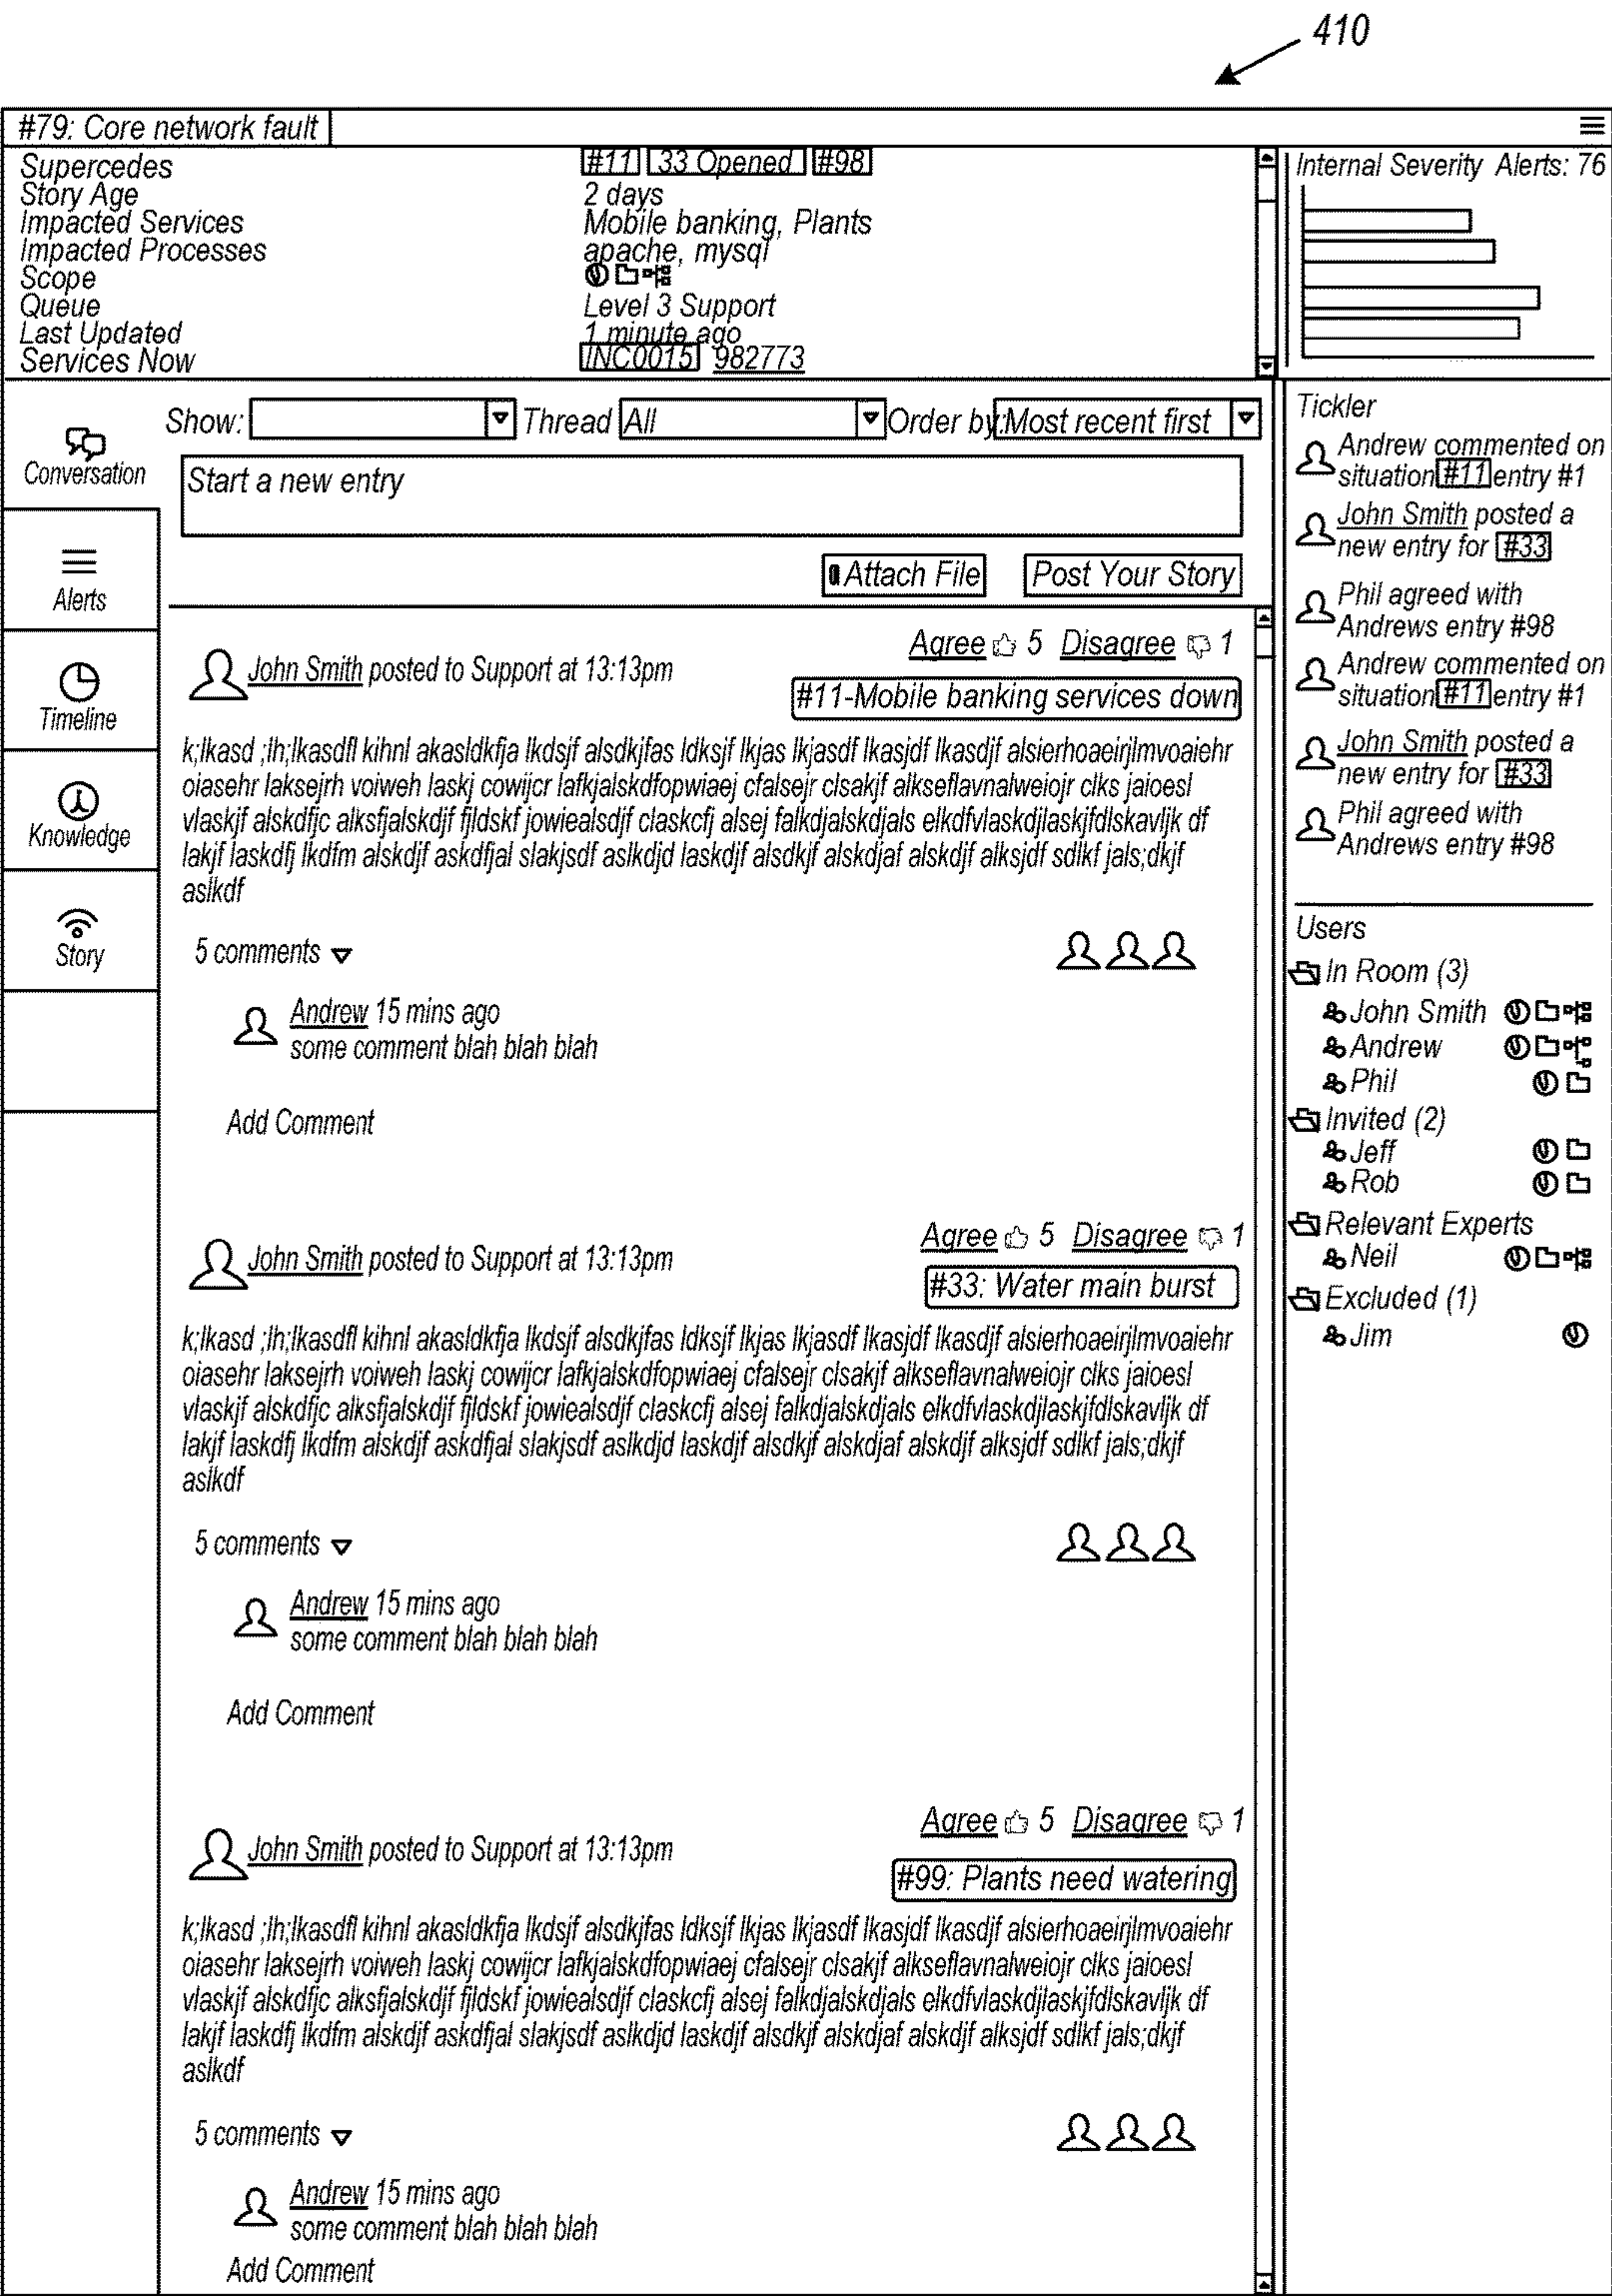 410
#79: Core network fault
Supercedes #11 33 Opened #98
Story Age 2 days
Impacted Services Mobile banking, Plants
Impacted Processes apache, mysql
Scope
Queue Level 3 Support
Last Updated 1 minute ago
Services Now INC0015 982773
Internal Severity Alerts: 76
Conversation
Alerts
Timeline
Knowledge
Story
Show: Thread All Order by: Most recent first
Start a new entry
Attach File Post Your Story
Agree 5 Disagree 1
John Smith posted to Support at 13:13pm
#11-Mobile banking services down
k;lkasd ;lh;lkasdfl kihnl akasldkfja lkdsjf alsdkjfas ldksjf lkjas lkjasdf lkasjdf lkasdjf alsierhoaeirjlmvoaiehr
oiasehr laksejrh voiweh laskj cowijcr lafkjalskdfopwiaej cfalsejr clsakjf alkseflavnalweiojr clks jaioesl
vlaskjf alskdfjc alksfjalskdjf fjldskf jowiealsdjf claskcfj alsej falkdjalskdjals elkdfvlaskdjlaskjfdlskavljk df
lakjf laskdfj lkdfm alskdjf askdfjal slakjsdf aslkdjd laskdjf alsdkjf alskdjaf alskdjf alksjdf sdlkf jals;dkjf
aslkdf
5 comments
Andrew 15 mins ago
some comment blah blah blah
Add Comment
Agree 5 Disagree 1
John Smith posted to Support at 13:13pm
#33: Water main burst
k;lkasd ;lh;lkasdfl kihnl akasldkfja lkdsjf alsdkjfas ldksjf lkjas lkjasdf lkasjdf lkasdjf alsierhoaeirjlmvoaiehr
oiasehr laksejrh voiweh laskj cowijcr lafkjalskdfopwiaej cfalsejr clsakjf alkseflavnalweiojr clks jaioesl
vlaskjf alskdfjc alksfjalskdjf fjldskf jowiealsdjf claskcfj alsej falkdjalskdjals elkdfvlaskdjlaskjfdlskavljk df
lakjf laskdfj lkdfm alskdjf askdfjal slakjsdf aslkdjd laskdjf alsdkjf alskdjaf alskdjf alksjdf sdlkf jals;dkjf
aslkdf
5 comments
Andrew 15 mins ago
some comment blah blah blah
Add Comment
Agree 5 Disagree 1
John Smith posted to Support at 13:13pm
#99: Plants need watering
k;lkasd ;lh;lkasdfl kihnl akasldkfja lkdsjf alsdkjfas ldksjf lkjas lkjasdf lkasjdf lkasdjf alsierhoaeirjlmvoaiehr
oiasehr laksejrh voiweh laskj cowijcr lafkjalskdfopwiaej cfalsejr clsakjf alkseflavnalweiojr clks jaioesl
vlaskjf alskdfjc alksfjalskdjf fjldskf jowiealsdjf claskcfj alsej falkdjalskdjals elkdfvlaskdjlaskjfdlskavljk df
lakjf laskdfj lkdfm alskdjf askdfjal slakjsdf aslkdjd laskdjf alsdkjf alskdjaf alskdjf alksjdf sdlkf jals;dkjf
aslkdf
5 comments
Andrew 15 mins ago
some comment blah blah blah
Add Comment
Tickler
Andrew commented on
situation #11 entry #1
John Smith posted a
new entry for #33
Phil agreed with
Andrews entry #98
Andrew commented on
situation #11 entry #1
John Smith posted a
new entry for #33
Phil agreed with
Andrews entry #98
Users
In Room (3)
John Smith
Andrew
Phil
Invited (2)
Jeff
Rob
Relevant Experts
Neil
Excluded (1)
Jim